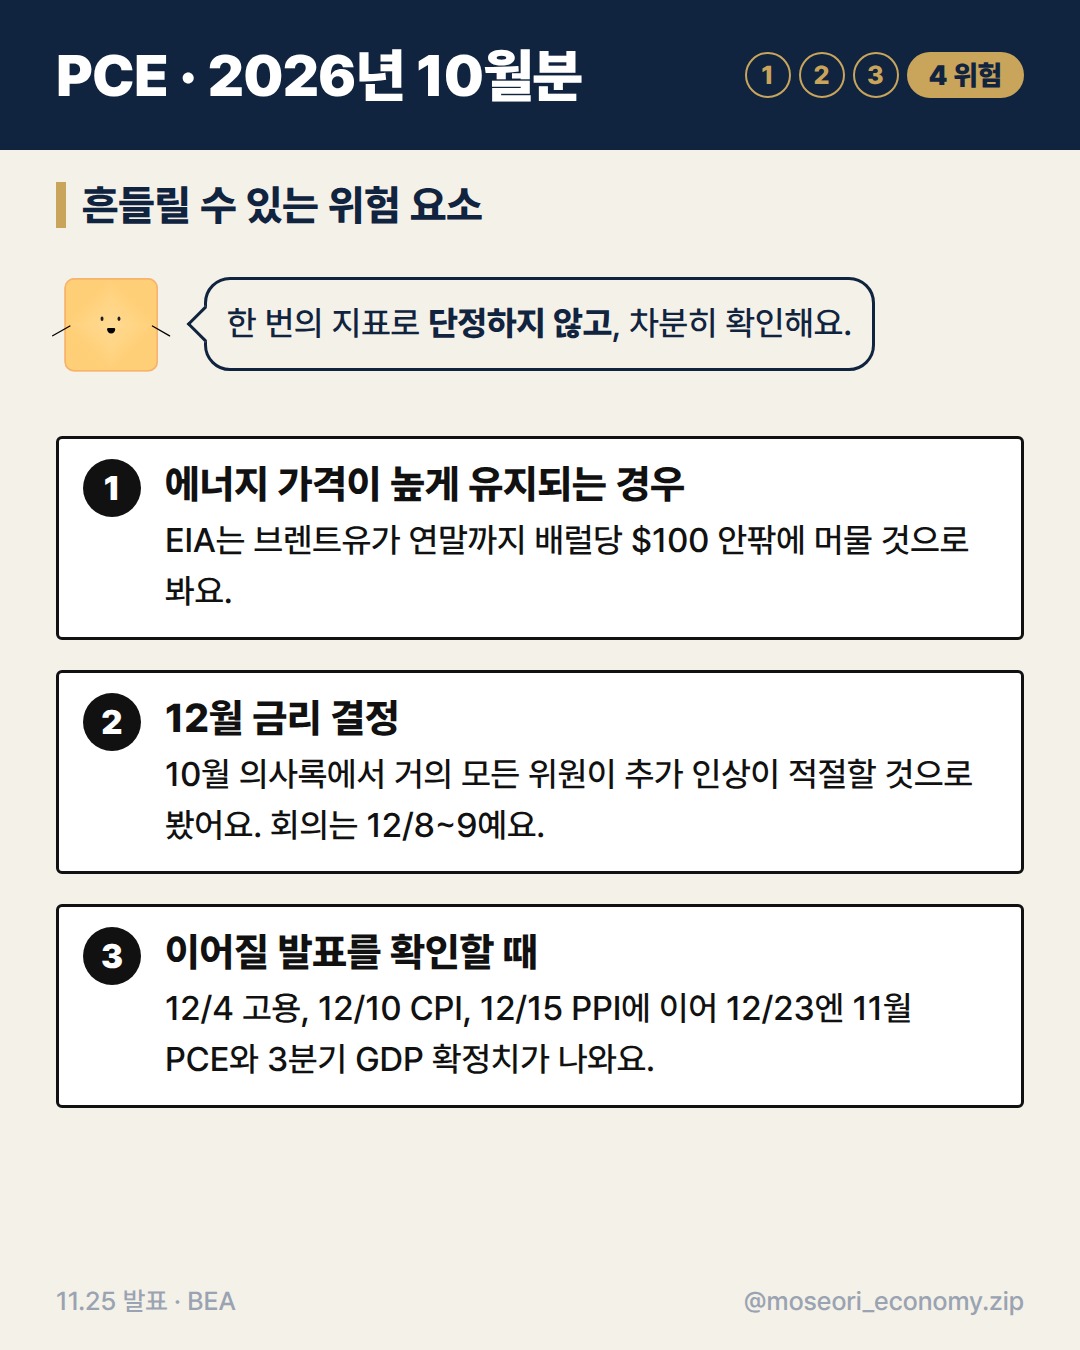 PCE · 2026년 10월분
1 2 3 4 위험
흔들릴 수 있는 위험 요소
한 번의 지표로 단정하지 않고, 차분히 확인해요.
1 에너지 가격이 높게 유지되는 경우
EIA는 브렌트유가 연말까지 배럴당 $100 안팎에 머물 것으로
봐요.
2 12월 금리 결정
10월 의사록에서 거의 모든 위원이 추가 인상이 적절할 것으로
봤어요. 회의는 12/8~9예요.
3 이어질 발표를 확인할 때
12/4 고용, 12/10 CPI, 12/15 PPI에 이어 12/23엔 11월
PCE와 3분기 GDP 확정치가 나와요.
11.25 발표 · BEA
@moseori_economy.zip